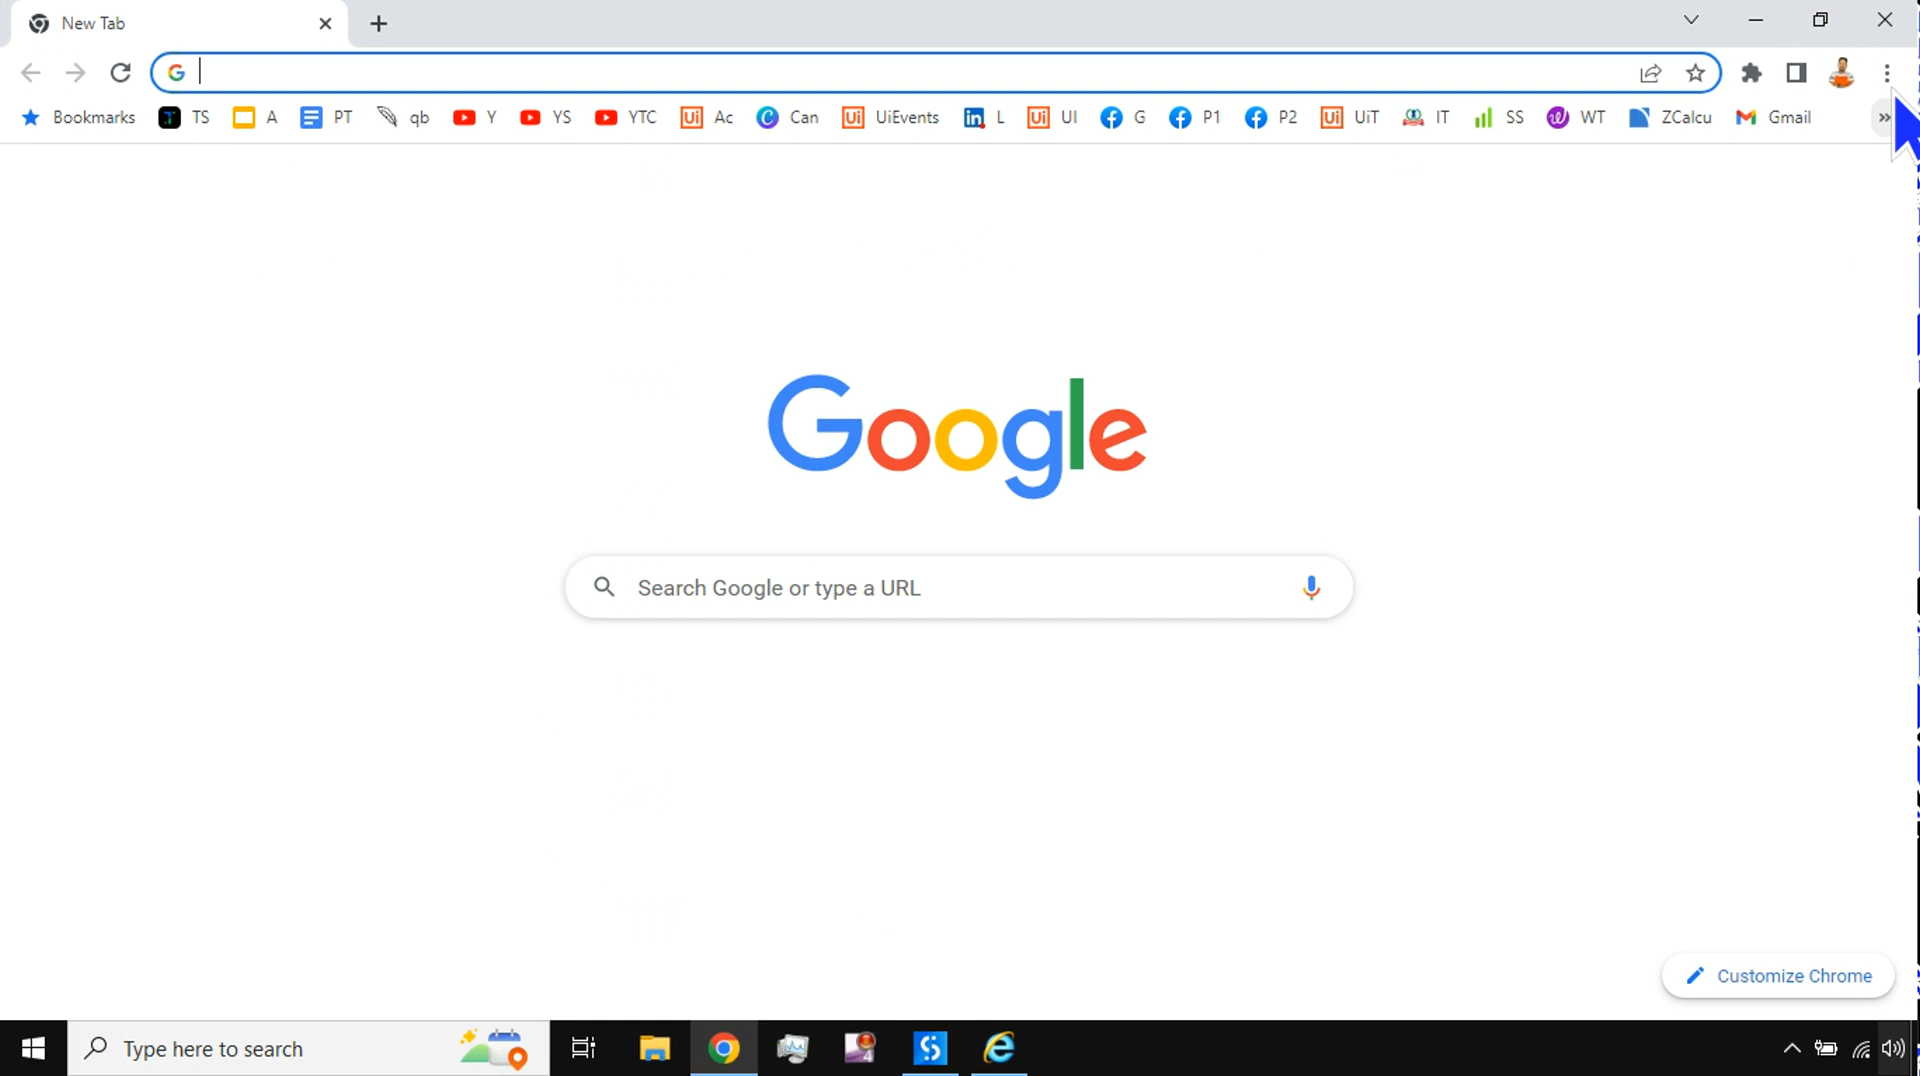 New Tab
Bookmarks TS A PT qb Y YS YTC Ac Can UiEvents L UI G P1 P2 UiT IT SS WT ZCalcu Gmail »
Google
Search Google or type a URL
Customize Chrome
Type here to search